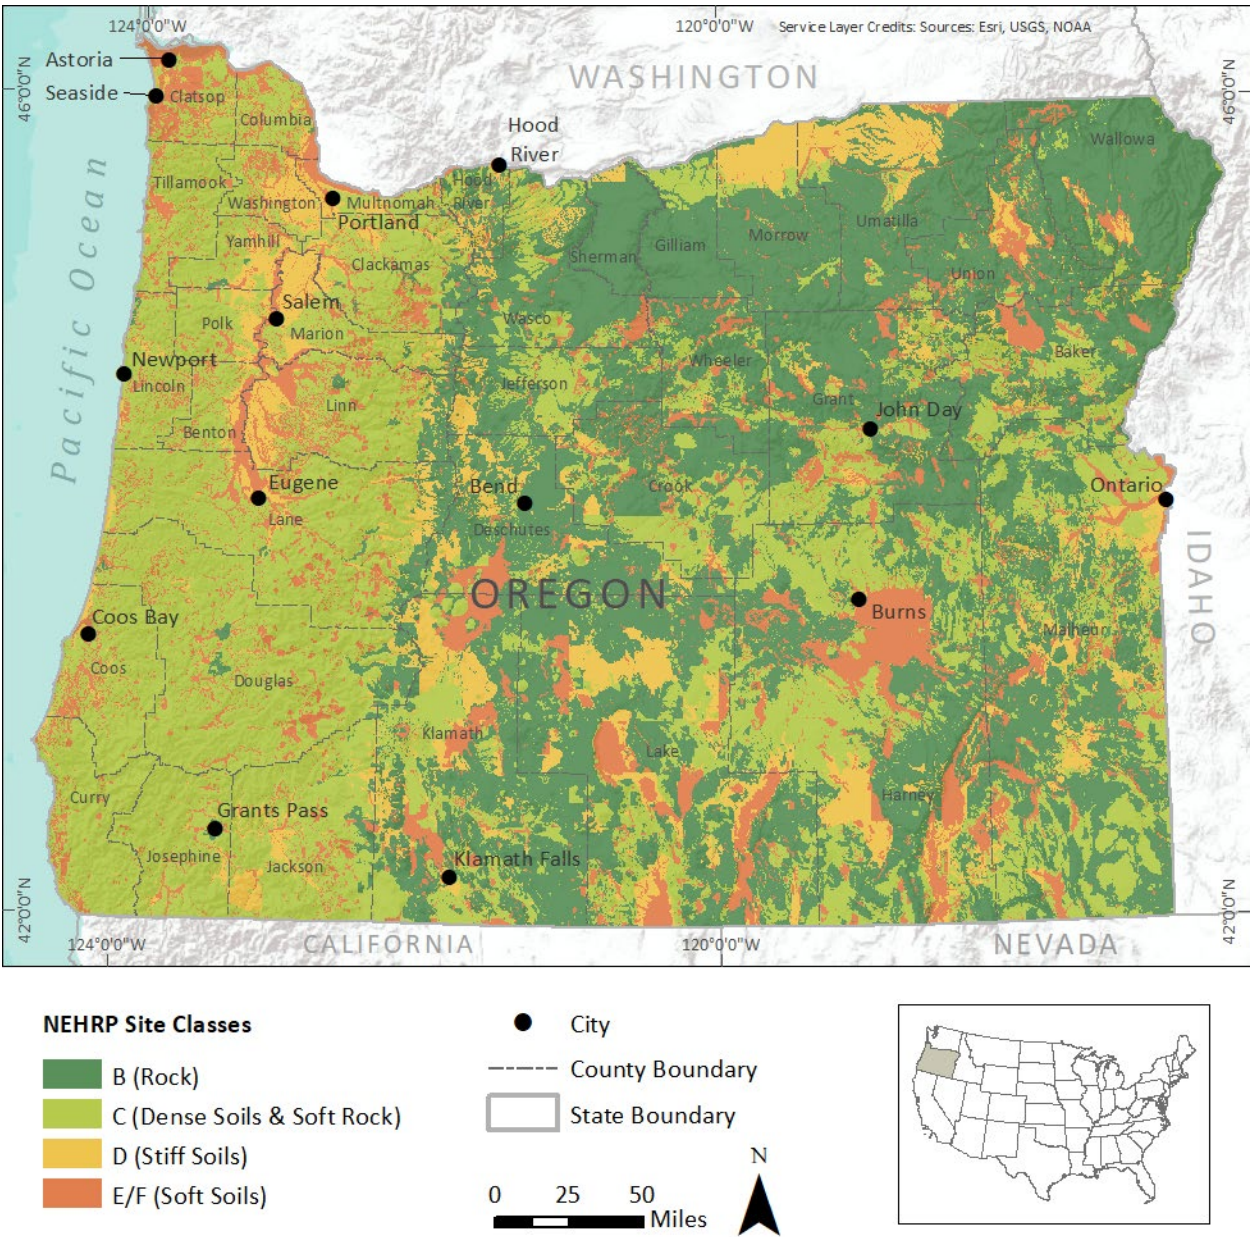 124°0'0"W
120°0'0"W
Service Layer Credits: Sources: Esri, USGS, NOAA
46°0'0"N
46°0'0"N
Astoria
WASHINGTON
Seaside
Clatsop
Columbia
Hood
River
Wallowa
Pacific Ocean
Tillamook
Hood
River
Washington
Multnomah
Portland
Umatilla
Yamhill
Morrow
Gilliam
Sherman
Clackamas
Union
Salem
Polk
Marion
Wasco
Newport
Wheeler
Baker
Lincoln
Jefferson
Linn
Grant
John Day
Benton
Eugene
Bend
Crook
Ontario
Lane
Deschutes
IDAHO
OREGON
Coos Bay
Burns
Malheur
Coos
Douglas
Klamath
Lake
Curry
Harney
Grants Pass
Josephine
Jackson
Klamath Falls
42°0'0"N
42°0'0"N
124°0'0"W
CALIFORNIA
120°0'0"W
NEVADA
NEHRP Site Classes
B (Rock)
C (Dense Soils & Soft Rock)
D (Stiff Soils)
E/F (Soft Soils)
City
County Boundary
State Boundary
0 25 50
Miles
N